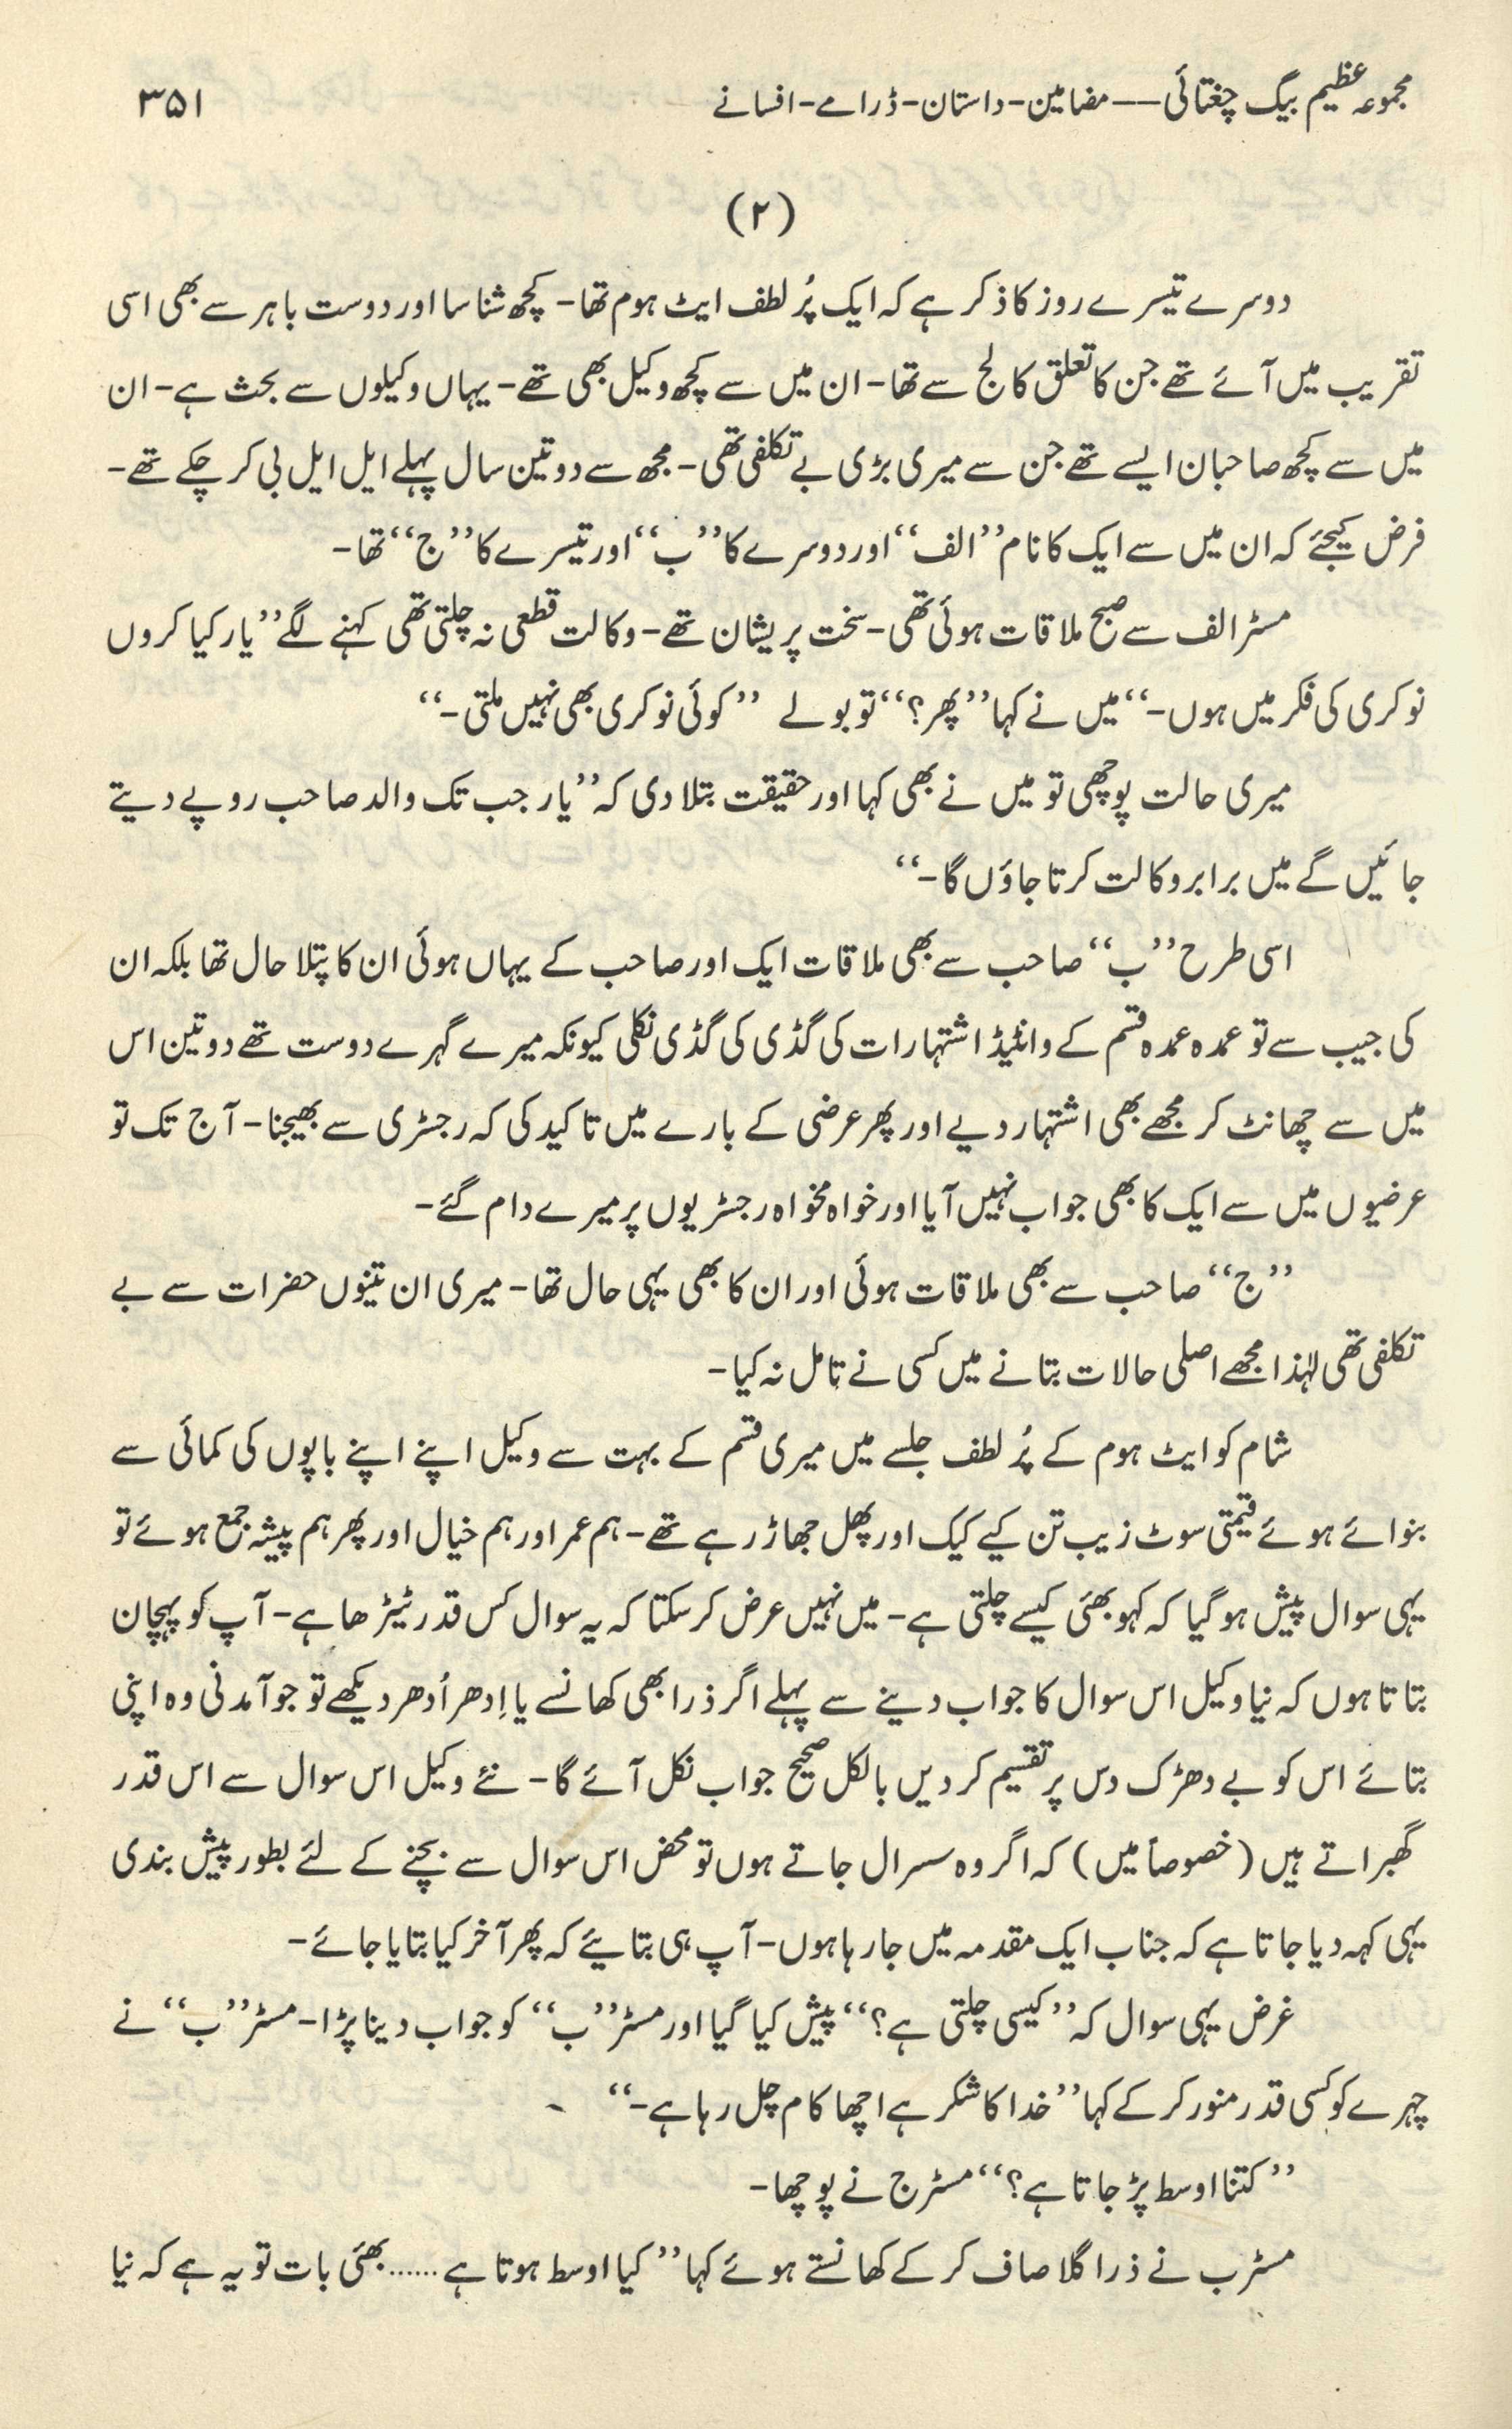 مجموعہ عظیم بیگ چغتائی —— مضامین - داستان - ڈرامے - افسانے ۳۵۱
(۲)
دوسرے تیسرے روز کا ذکر ہے کہ ایک پُر لطف ایٹ ہوم تھا - کچھ شناسا اور دوست باہر سے بھی اسی
تقریب میں آئے تھے جن کا تعلق کالج سے تھا - ان میں سے کچھ وکیل بھی تھے - یہاں وکیلوں سے بحث ہے - ان
میں سے کچھ صاحبان ایسے تھے جن سے میری بڑی بے تکلفی تھی - مجھ سے دو تین سال پہلے ایل ایل بی کر چکے تھے -
فرض کیجئے کہ ان میں سے ایک کا نام ’’الف‘‘ اور دوسرے کا ’’ب‘‘ اور تیسرے کا ’’ج‘‘ تھا -
مسٹر الف سے صبح ملاقات ہوئی تھی - سخت پریشان تھے - وکالت قطعی نہ چلتی تھی کہنے لگے ’’یار کیا کروں
نوکری کی فکر میں ہوں -‘‘ میں نے کہا ’’پھر؟‘‘ تو بولے ’’کوئی نوکری بھی نہیں ملتی -‘‘
میری حالت پوچھی تو میں نے بھی کہا اور حقیقت بتلا دی کہ ’’یار جب تک والد صاحب روپے دیتے
جائیں گے میں برابر وکالت کرتا جاؤں گا -‘‘
اسی طرح ’’ب‘‘ صاحب سے بھی ملاقات ایک اور صاحب کے یہاں ہوئی ان کا پتلا حال تھا بلکہ ان
کی جیب سے تو عمدہ عمدہ قسم کے وانٹیڈ اشتہارات کی گڈی کی گڈی نکلی کیونکہ میرے گہرے دوست تھے دو تین اس
میں سے چھانٹ کر مجھے بھی اشتہار دیے اور پھر عرضی کے بارے میں تاکید کی کہ رجسٹری سے بھیجنا - آج تک تو
عرضیوں میں سے ایک کا بھی جواب نہیں آیا اور خواہ مخواہ رجسٹریوں پر میرے دام گئے -
’’ج‘‘ صاحب سے بھی ملاقات ہوئی اور ان کا بھی یہی حال تھا - میری ان تینوں حضرات سے بے
تکلفی تھی لہٰذا مجھے اصلی حالات بتانے میں کسی نے تامل نہ کیا -
شام کو ایٹ ہوم کے پُر لطف جلسے میں میری قسم کے بہت سے وکیل اپنے اپنے باپوں کی کمائی سے
بنوائے ہوئے قیمتی سوٹ زیب تن کیے کیک اور پھل جھاڑ رہے تھے - ہم عمر اور ہم خیال اور پھر ہم پیشہ جمع ہوئے تو
یہی سوال پیش ہو گیا کہ کہو بھئی کیسے چلتی ہے - میں نہیں عرض کر سکتا کہ یہ سوال کس قدر ٹیڑھا ہے - آپ کو پہچان
بتاتا ہوں کہ نیا وکیل اس سوال کا جواب دینے سے پہلے اگر ذرا بھی کھانسے یا اِدھر اُدھر دیکھے تو جو آمدنی وہ اپنی
بتائے اس کو بے دھڑک دس پر تقسیم کر دیں بالکل صحیح جواب نکل آئے گا - نئے وکیل اس سوال سے اس قدر
گھبراتے ہیں (خصوصاً میں) کہ اگر وہ سسرال جاتے ہوں تو محض اس سوال سے بچنے کے لئے بطور پیش بندی
یہی کہہ دیا جاتا ہے کہ جناب ایک مقدمہ میں جا رہا ہوں - آپ ہی بتائیے کہ پھر آخر کیا بتایا جائے -
غرض یہی سوال کہ ’’کیسی چلتی ہے؟‘‘ پیش کیا گیا اور مسٹر ’’ب‘‘ کو جواب دینا پڑا - مسٹر ’’ب‘‘ نے
چہرے کو کسی قدر منور کر کے کہا ’’خدا کا شکر ہے اچھا کام چل رہا ہے -‘‘
’’کتنا اوسط پڑ جاتا ہے؟‘‘ مسٹر ج نے پوچھا -
مسٹر ب نے ذرا گلا صاف کر کے کھانستے ہوئے کہا ’’کیا اوسط ہوتا ہے ...... بھئی بات تو یہ ہے کہ نیا